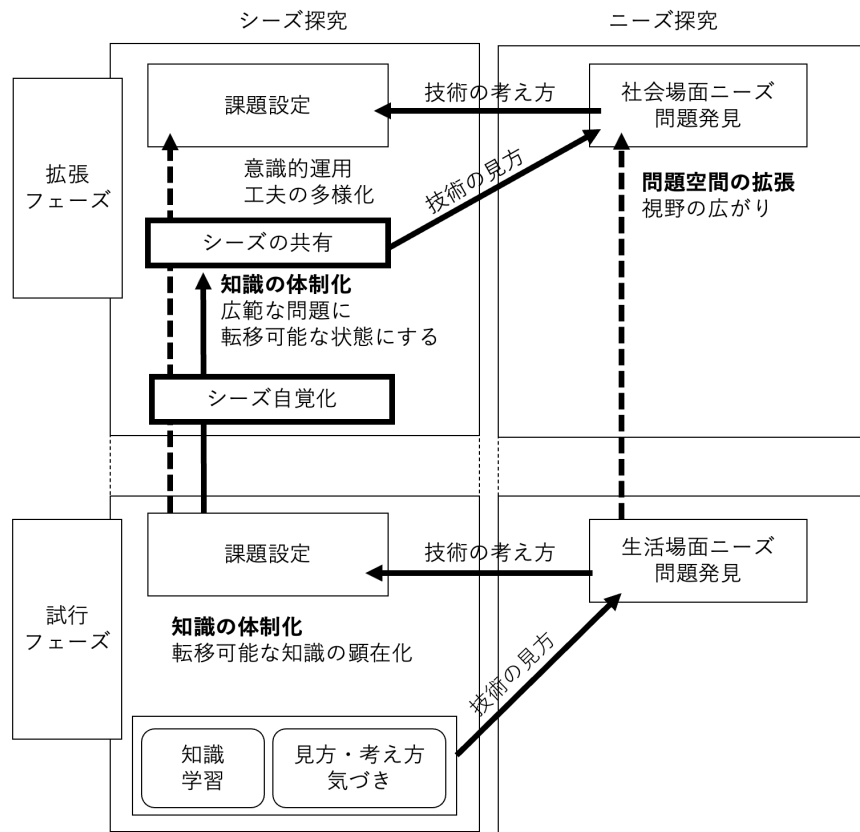 シーズ探究
ニーズ探究
拡張
フェーズ
課題設定
技術の考え方
社会場面ニーズ
問題発見
意識的運用
工夫の多様化
技術の見方
問題空間の拡張
視野の広がり
シーズの共有
知識の体制化
広範な問題に
転移可能な状態にする
シーズ自覚化
試行
フェーズ
課題設定
技術の考え方
生活場面ニーズ
問題発見
知識の体制化
転移可能な知識の顕在化
技術の見方
知識
学習
見方・考え方
気づき